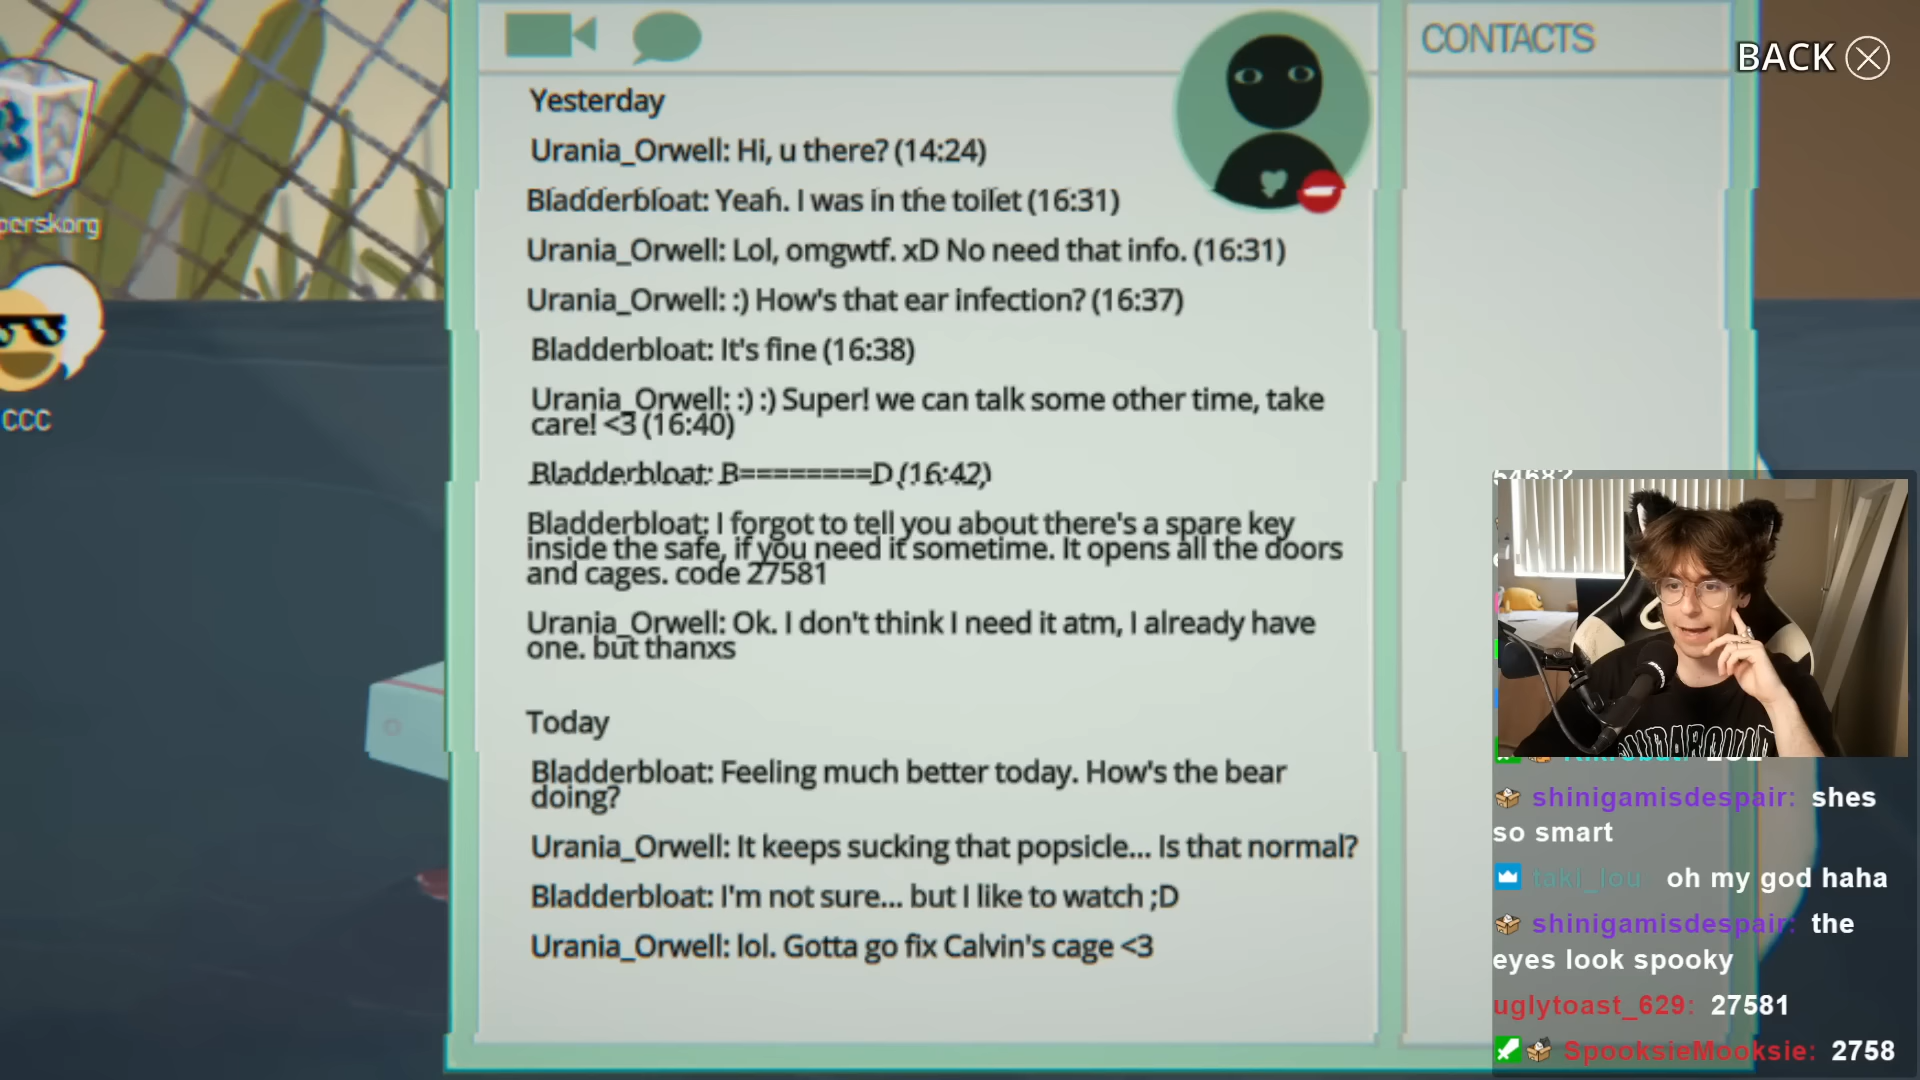 CONTACTS
BACK
Yesterday
Urania_Orwell: Hi, u there? (14:24)
Bladderbloat: Yeah. I was in the toilet (16:31)
Urania_Orwell: Lol, omgwtf. xD No need that info. (16:31)
Urania_Orwell: :) How's that ear infection? (16:37)
Bladderbloat: It's fine (16:38)
Urania_Orwell: :) :) Super! we can talk some other time, take
care! <3 (16:40)
Bladderbloat: B========D (16:42)
Bladderbloat: I forgot to tell you about there's a spare key
inside the safe, if you need it sometime. It opens all the doors
and cages. code 27581
Urania_Orwell: Ok. I don't think I need it atm, I already have
one. but thanxs
Today
Bladderbloat: Feeling much better today. How's the bear
doing?
Urania_Orwell: It keeps sucking that popsicle... Is that normal?
Bladderbloat: I'm not sure... but I like to watch ;D
Urania_Orwell: lol. Gotta go fix Calvin's cage <3
perskorg
CCC
shinigamisdespair: shes
so smart
taki_lou oh my god haha
shinigamisdespair: the
eyes look spooky
uglytoast_629: 27581
SpooksieMooksie: 2758